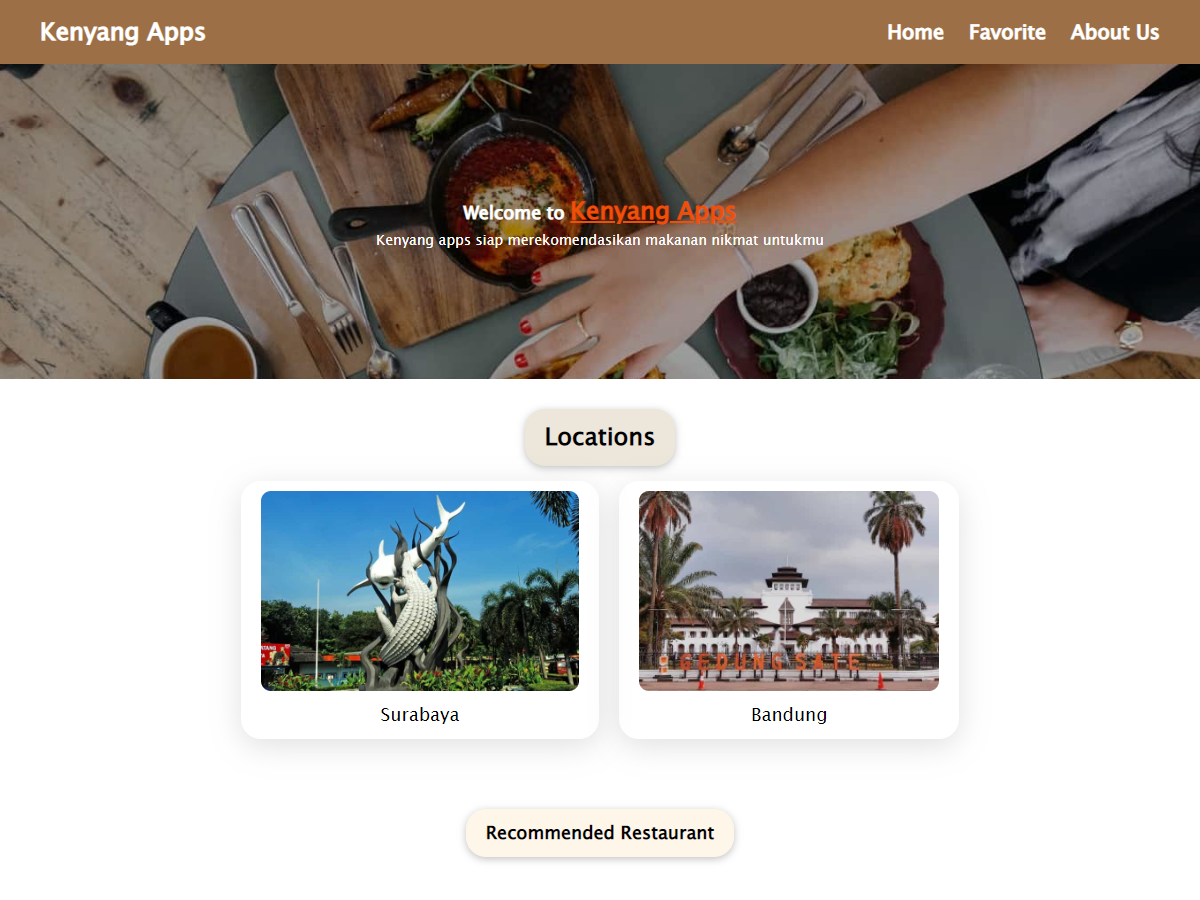 Kenyang Apps
Home Favorite About Us
Welcome to Kenyang Apps
Kenyang apps siap merekomendasikan makanan nikmat untukmu
Locations
GEDUNG SATE
Surabaya
Bandung
Recommended Restaurant